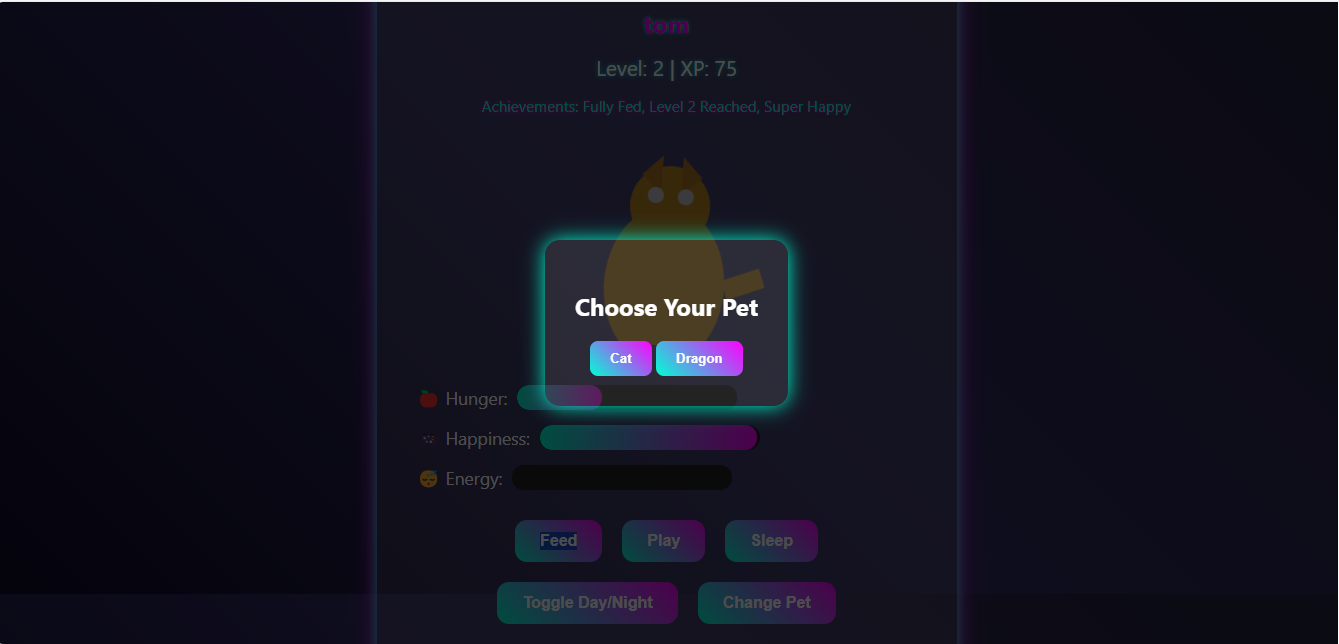 tom
Level: 2 | XP: 75
Achievements: Fully Fed, Level 2 Reached, Super Happy
Choose Your Pet
Cat Dragon
Hunger:
Happiness:
Energy:
Feed Play Sleep
Toggle Day/Night Change Pet